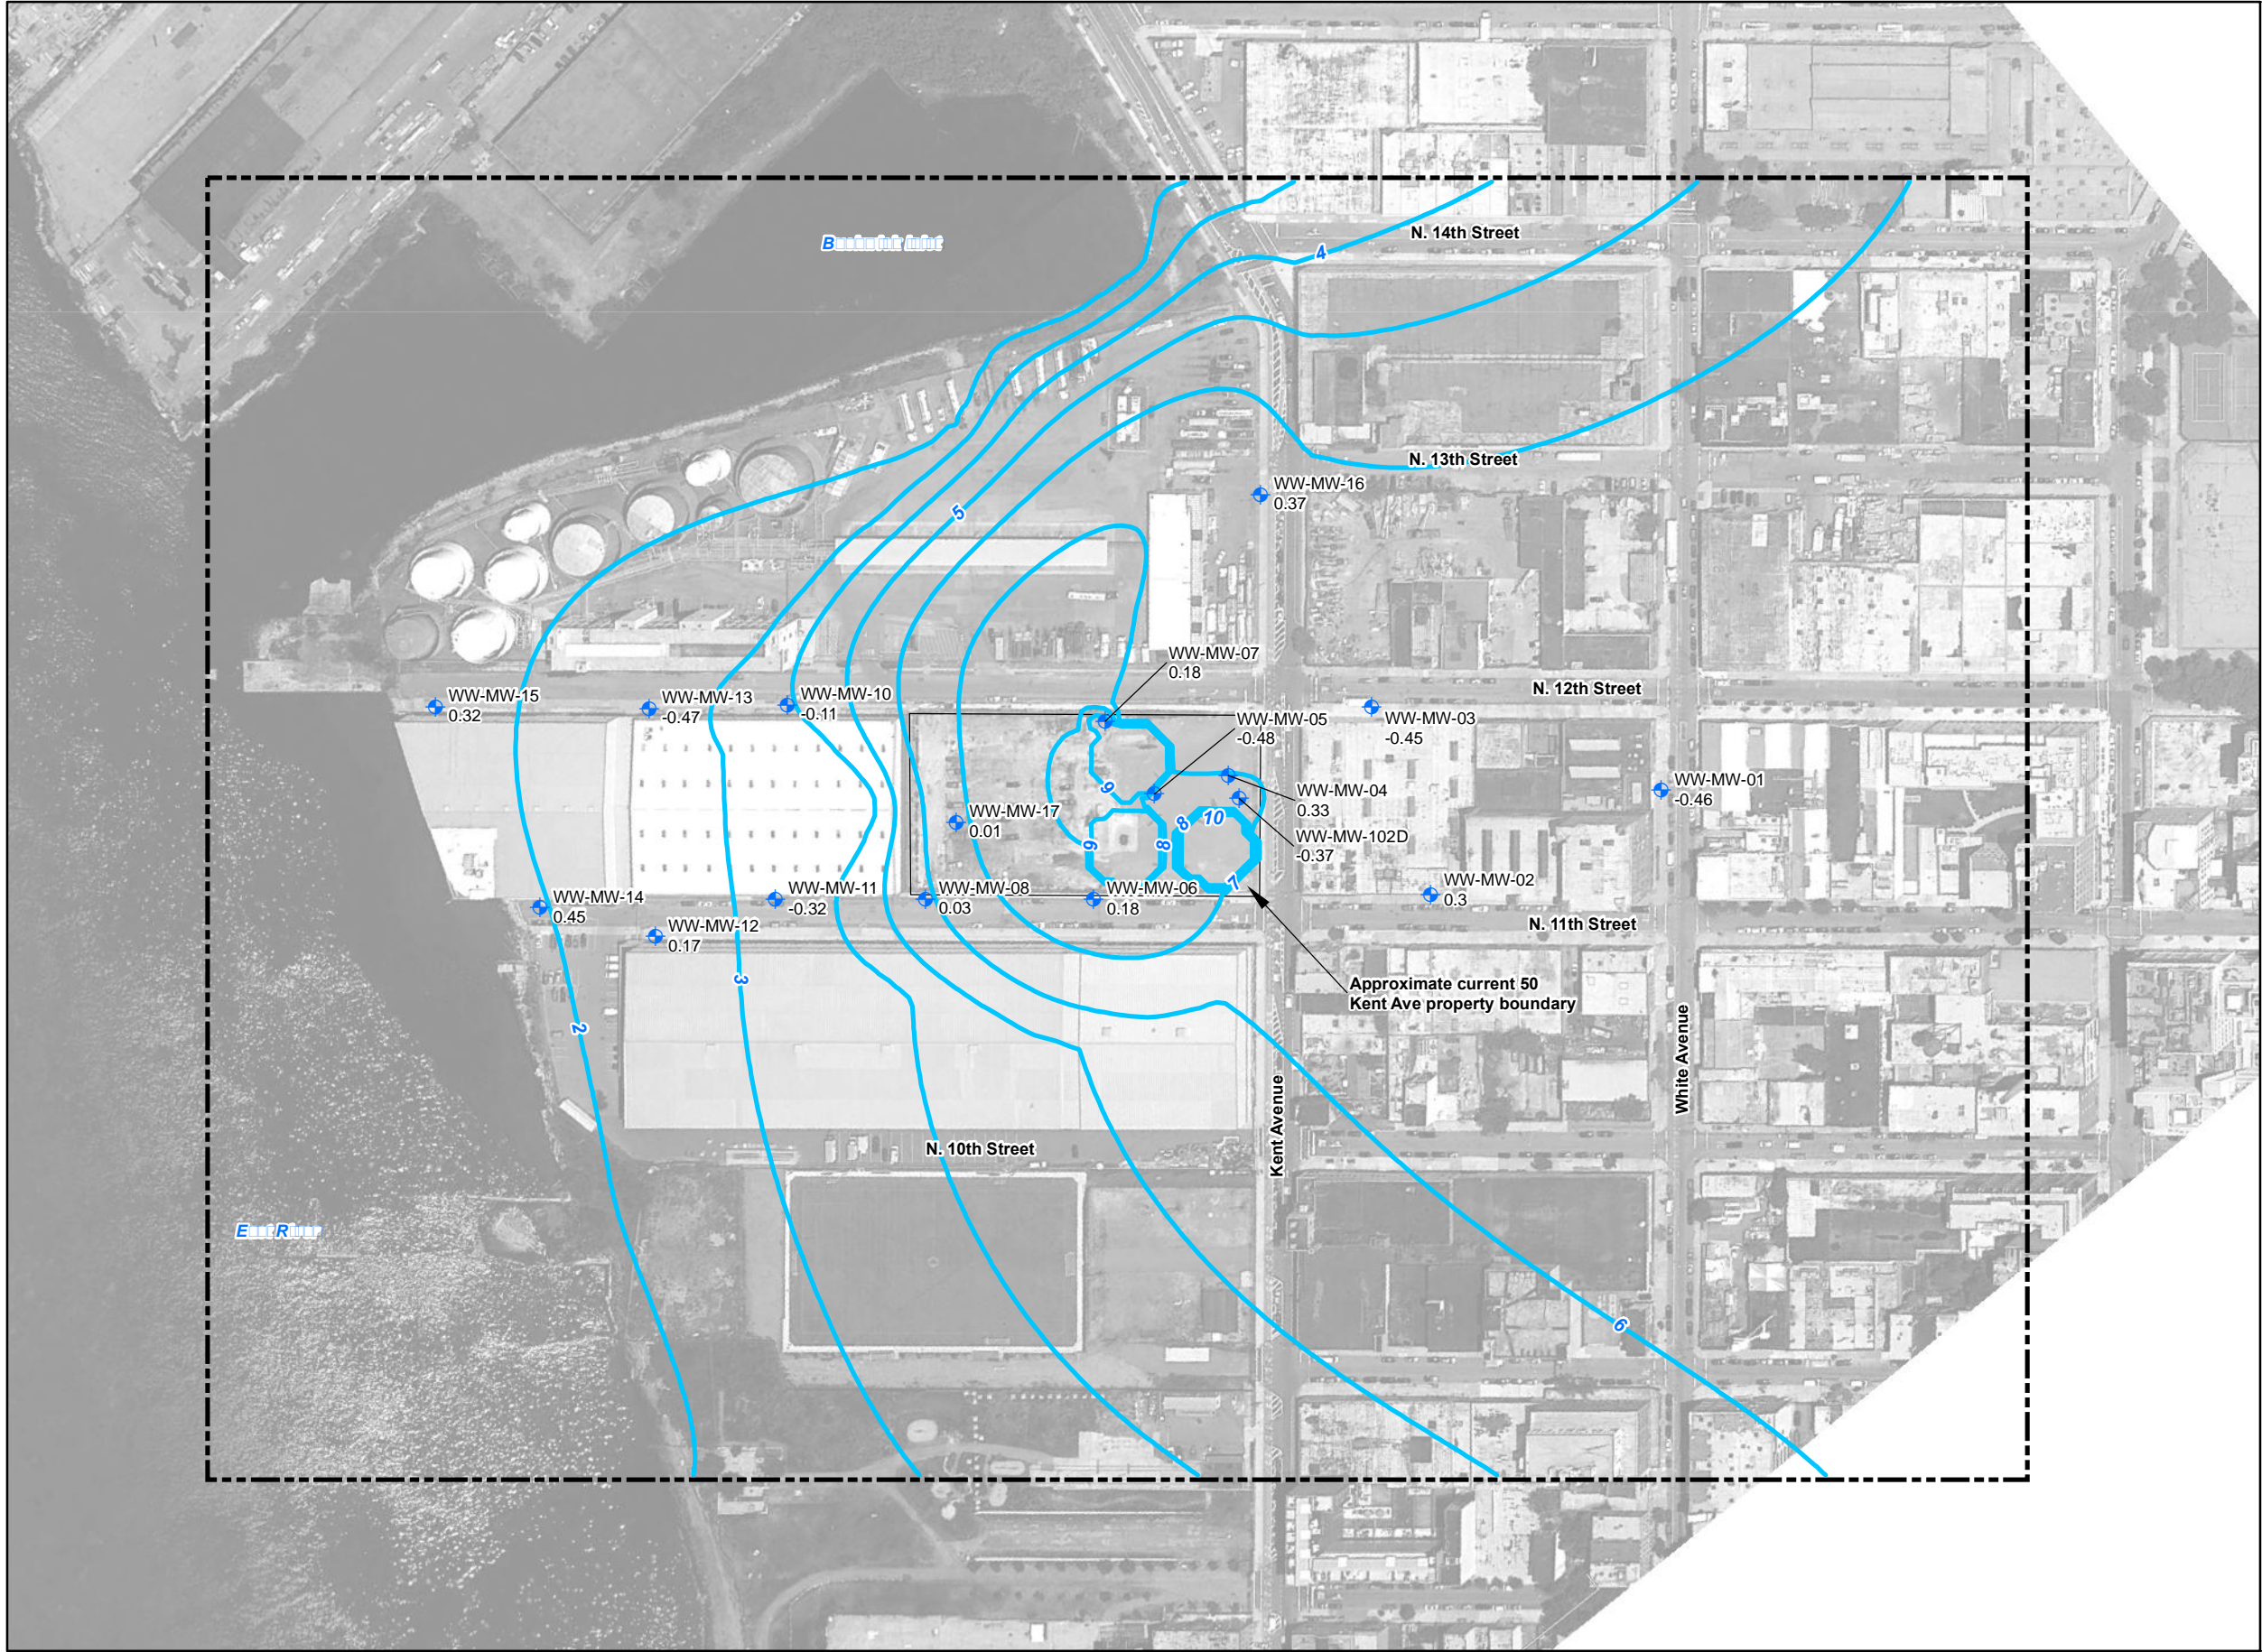 N. 14th Street
4
N. 13th Street
WW-MW-16
0.37
5
WW-MW-07
0.18
N. 12th Street
WW-MW-15
0.32
WW-MW-13
-0.47
WW-MW-10
-0.11
WW-MW-05
-0.48
WW-MW-03
-0.45
WW-MW-04
0.33
WW-MW-01
-0.46
WW-MW-17
0.01
8
10
WW-MW-102D
-0.37
8
7
WW-MW-14
0.45
WW-MW-11
-0.32
WW-MW-08
0.03
WW-MW-06
0.18
WW-MW-02
0.3
WW-MW-12
0.17
N. 11th Street
3
Approximate current 50
Kent Ave property boundary
2
White Avenue
Kent Avenue
N. 10th Street
6